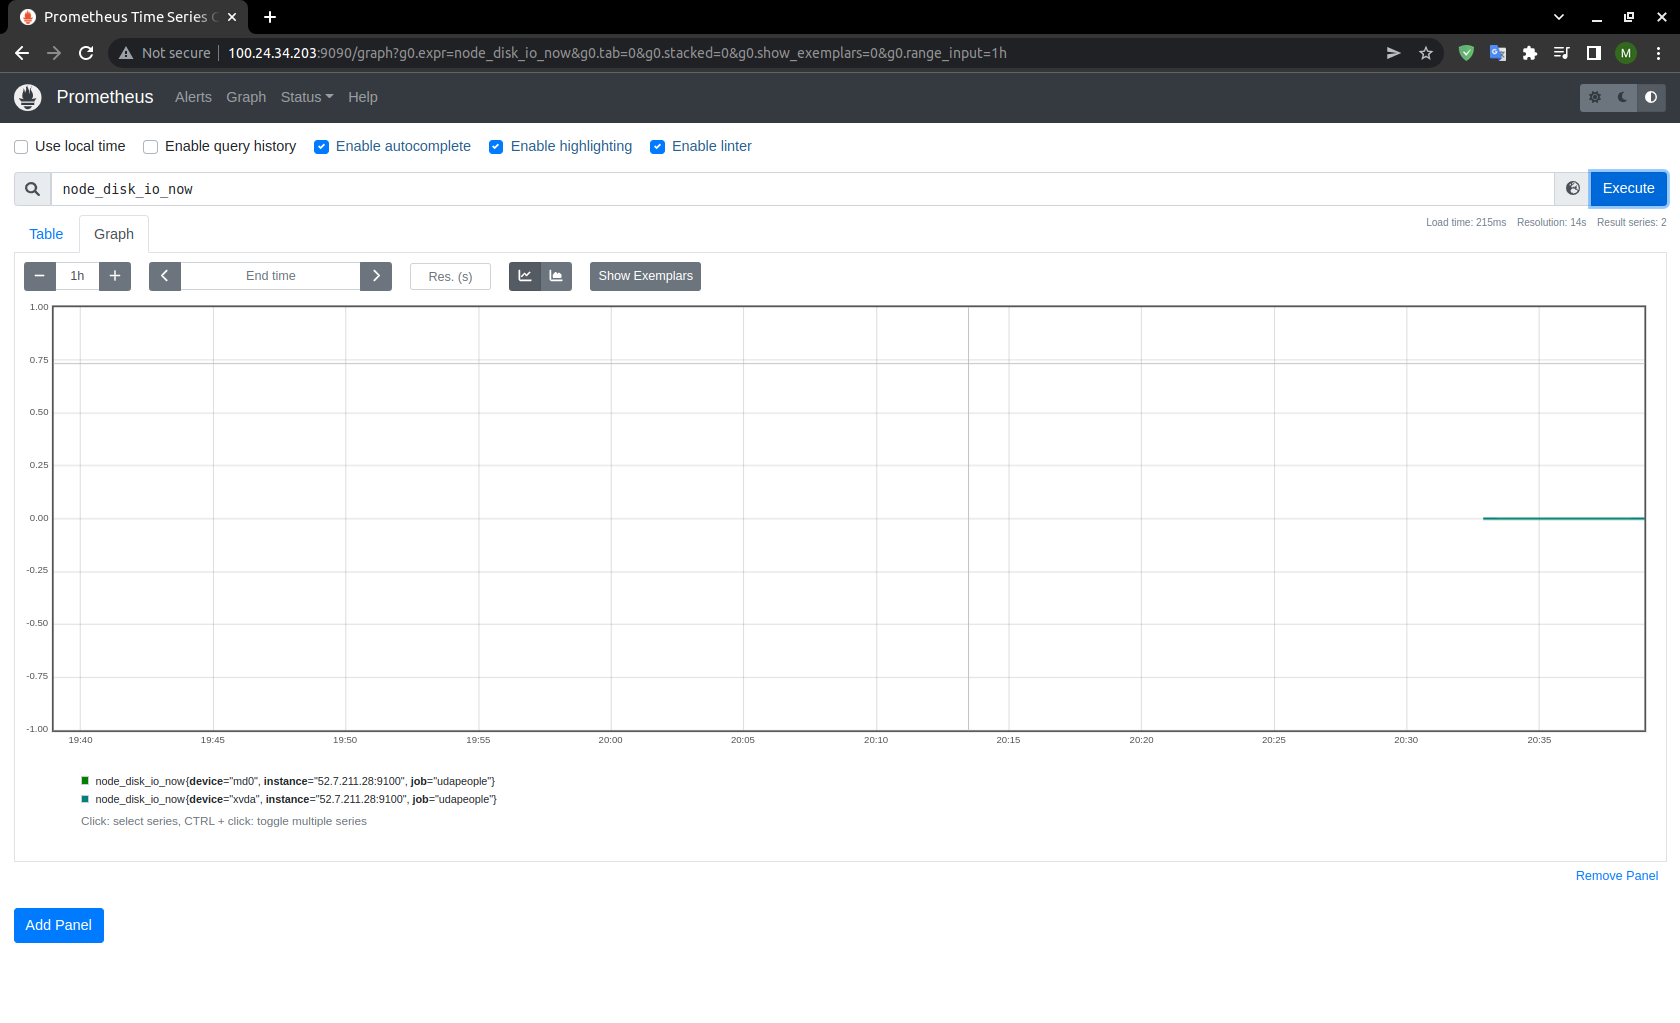 Prometheus Time Series C
Not secure 100.24.34.203:9090/graph?g0.expr=node_disk_io_now&g0.tab=0&g0.stacked=0&g0.show_exemplars=0&g0.range_input=1h
M
Prometheus Alerts Graph Status Help
Use local time Enable query history Enable autocomplete Enable highlighting Enable linter
node_disk_io_now
Execute
Load time: 215ms Resolution: 14s Result series: 2
Table Graph
1h End time Res. (s) Show Exemplars
1.00
0.75
0.50
0.25
0.00
-0.25
-0.50
-0.75
-1.00
19:40 19:45 19:50 19:55 20:00 20:05 20:10 20:15 20:20 20:25 20:30 20:35
node_disk_io_now{device="md0", instance="52.7.211.28:9100", job="udapeople"}
node_disk_io_now{device="xvda", instance="52.7.211.28:9100", job="udapeople"}
Click: select series, CTRL + click: toggle multiple series
Remove Panel
Add Panel